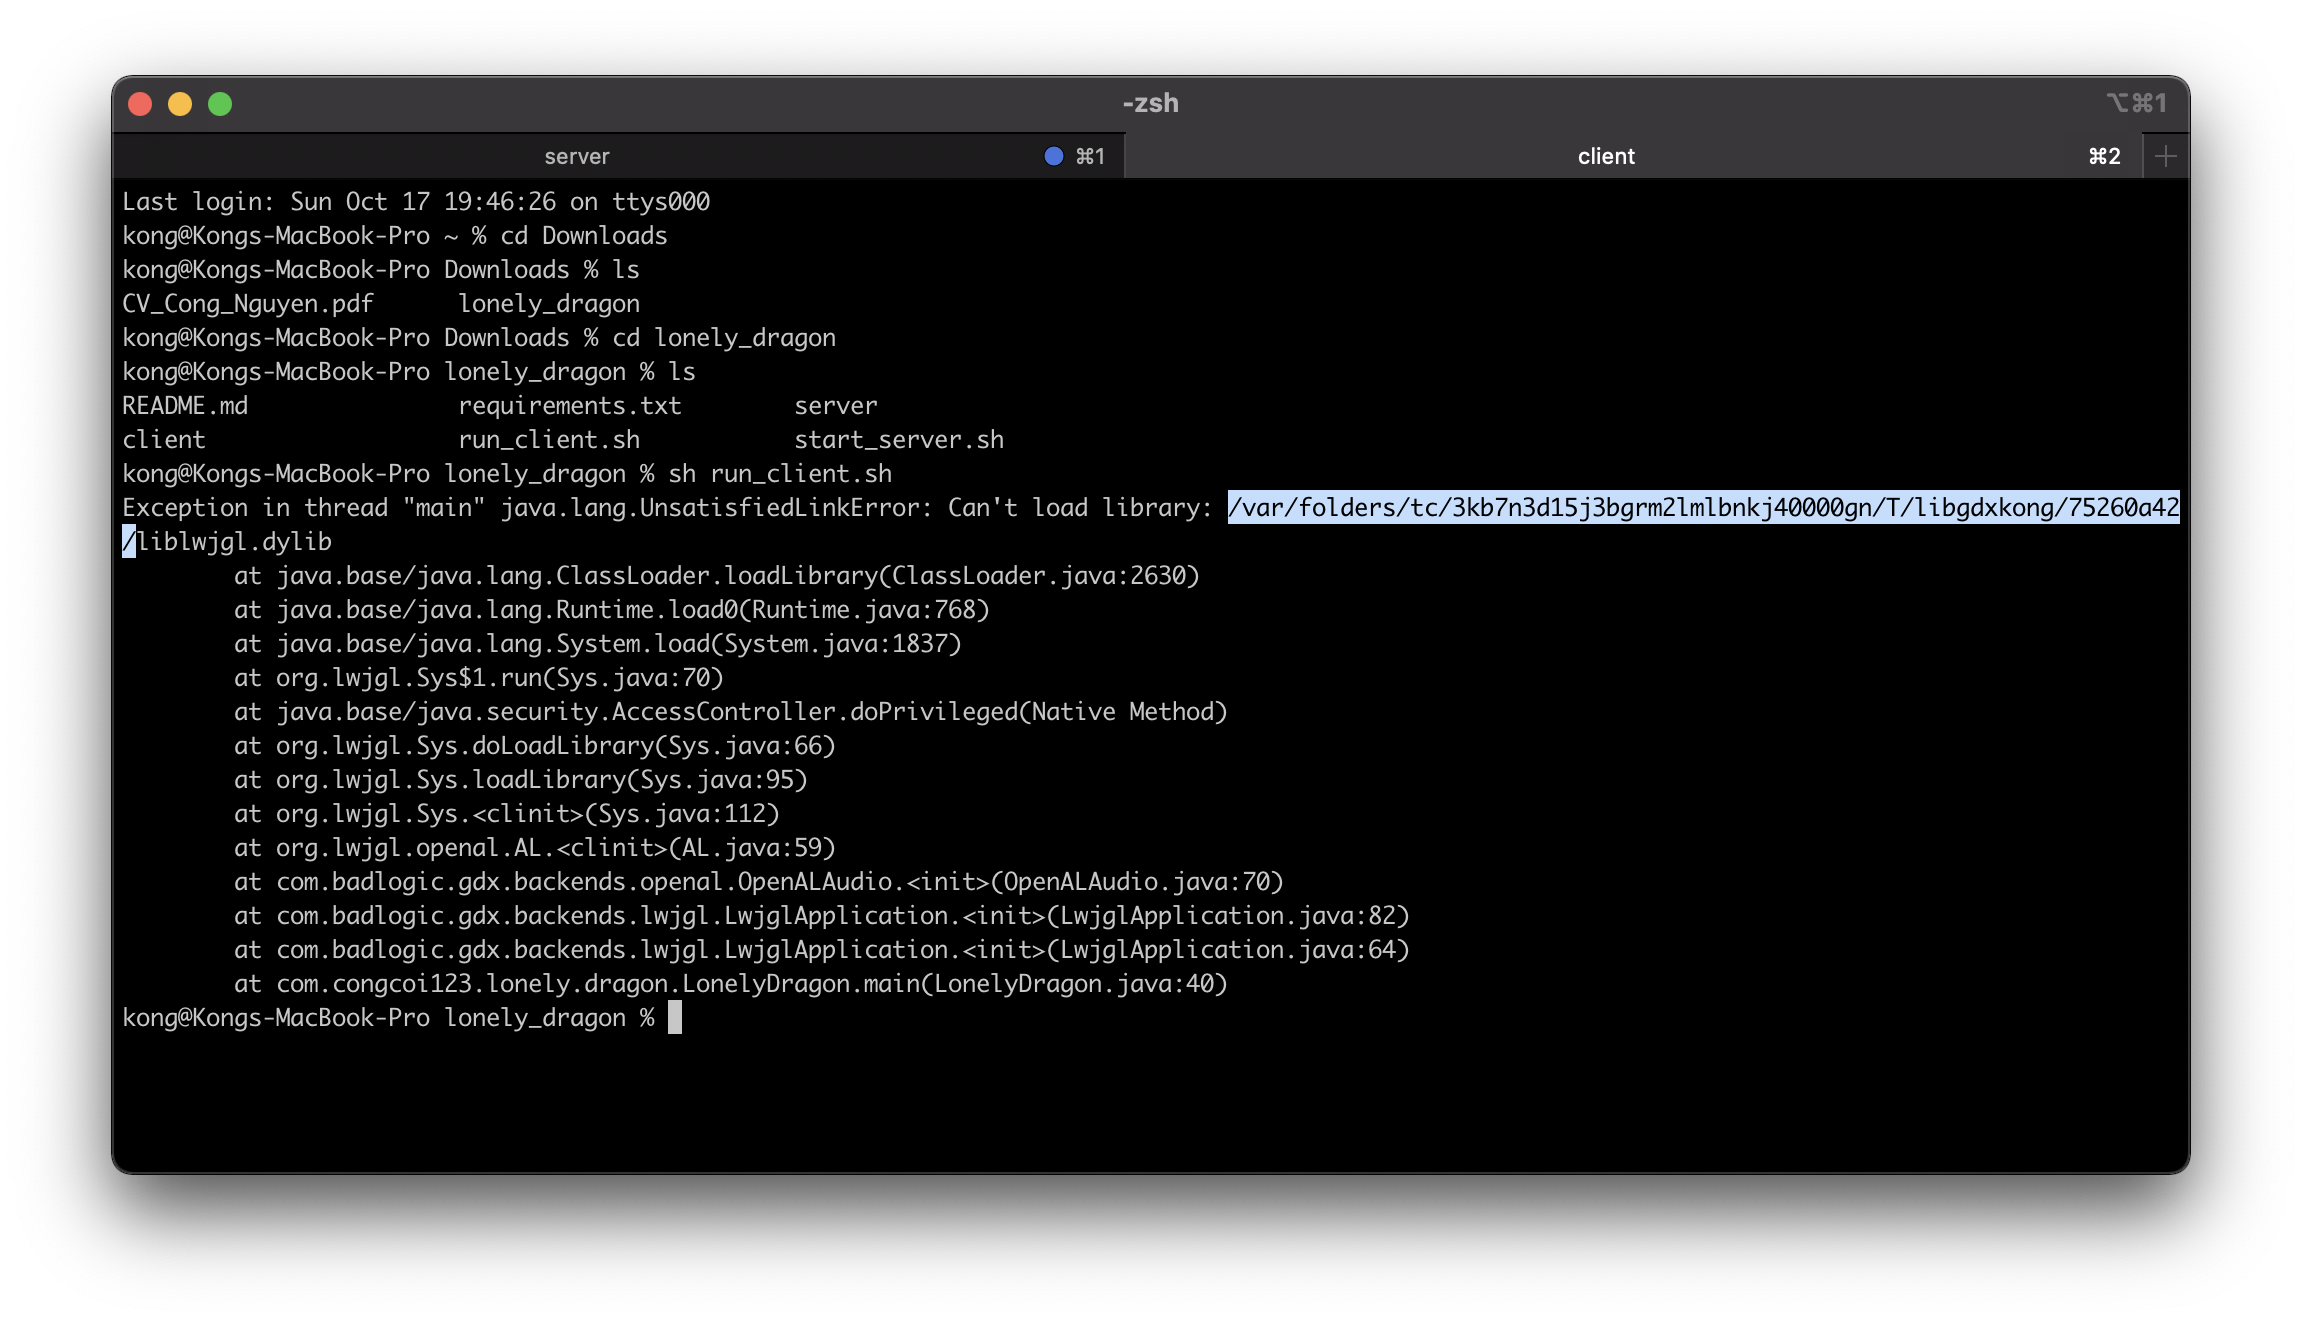 -zsh ⌥⌘1
server ⌘1 client ⌘2
Last login: Sun Oct 17 19:46:26 on ttys000
kong@Kongs-MacBook-Pro ~ % cd Downloads
kong@Kongs-MacBook-Pro Downloads % ls
CV_Cong_Nguyen.pdf      lonely_dragon
kong@Kongs-MacBook-Pro Downloads % cd lonely_dragon
kong@Kongs-MacBook-Pro lonely_dragon % ls
README.md               requirements.txt        server
client                  run_client.sh           start_server.sh
kong@Kongs-MacBook-Pro lonely_dragon % sh run_client.sh
Exception in thread "main" java.lang.UnsatisfiedLinkError: Can't load library: /var/folders/tc/3kb7n3d15j3bgrm2lmlbnkj40000gn/T/libgdxkong/75260a42
/liblwjgl.dylib
        at java.base/java.lang.ClassLoader.loadLibrary(ClassLoader.java:2630)
        at java.base/java.lang.Runtime.load0(Runtime.java:768)
        at java.base/java.lang.System.load(System.java:1837)
        at org.lwjgl.Sys$1.run(Sys.java:70)
        at java.base/java.security.AccessController.doPrivileged(Native Method)
        at org.lwjgl.Sys.doLoadLibrary(Sys.java:66)
        at org.lwjgl.Sys.loadLibrary(Sys.java:95)
        at org.lwjgl.Sys.<clinit>(Sys.java:112)
        at org.lwjgl.openal.AL.<clinit>(AL.java:59)
        at com.badlogic.gdx.backends.openal.OpenALAudio.<init>(OpenALAudio.java:70)
        at com.badlogic.gdx.backends.lwjgl.LwjglApplication.<init>(LwjglApplication.java:82)
        at com.badlogic.gdx.backends.lwjgl.LwjglApplication.<init>(LwjglApplication.java:64)
        at com.congcoi123.lonely.dragon.LonelyDragon.main(LonelyDragon.java:40)
kong@Kongs-MacBook-Pro lonely_dragon %